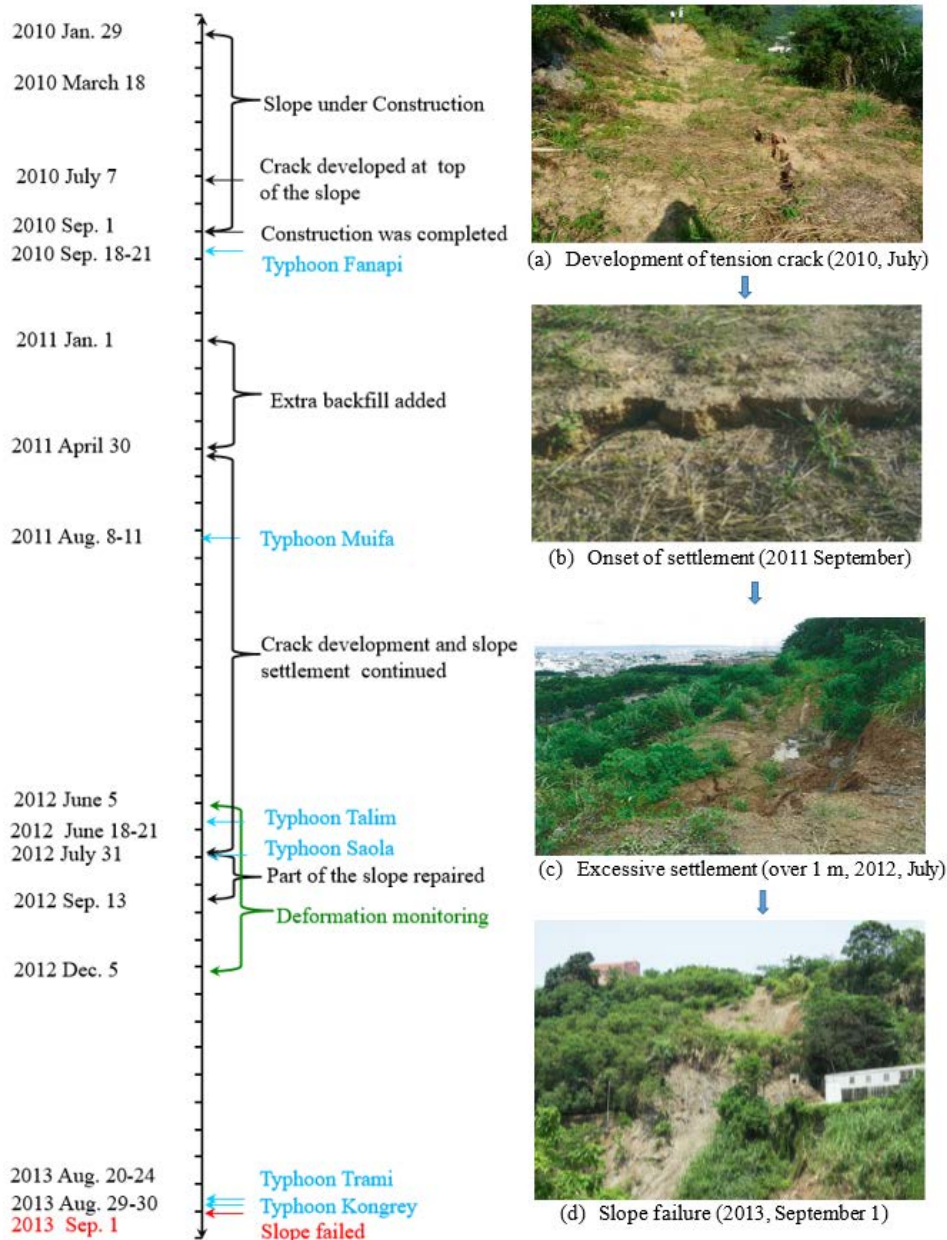 2010 Jan. 29
2010 March 18
Slope under Construction
2010 July 7
Crack developed at top
of the slope
2010 Sep. 1
Construction was completed
2010 Sep. 18-21
Typhoon Fanapi
2011 Jan. 1
Extra backfill added
2011 April 30
2011 Aug. 8-11
Typhoon Muifa
Crack development and slope
settlement continued
2012 June 5
2012 June 18-21
Typhoon Talim
2012 July 31
Typhoon Saola
Part of the slope repaired
2012 Sep. 13
Deformation monitoring
2012 Dec. 5
2013 Aug. 20-24
Typhoon Trami
2013 Aug. 29-30
Typhoon Kongrey
2013 Sep. 1
Slope failed
(a) Development of tension crack (2010, July)
(b) Onset of settlement (2011 September)
(c) Excessive settlement (over 1 m, 2012, July)
(d) Slope failure (2013, September 1)